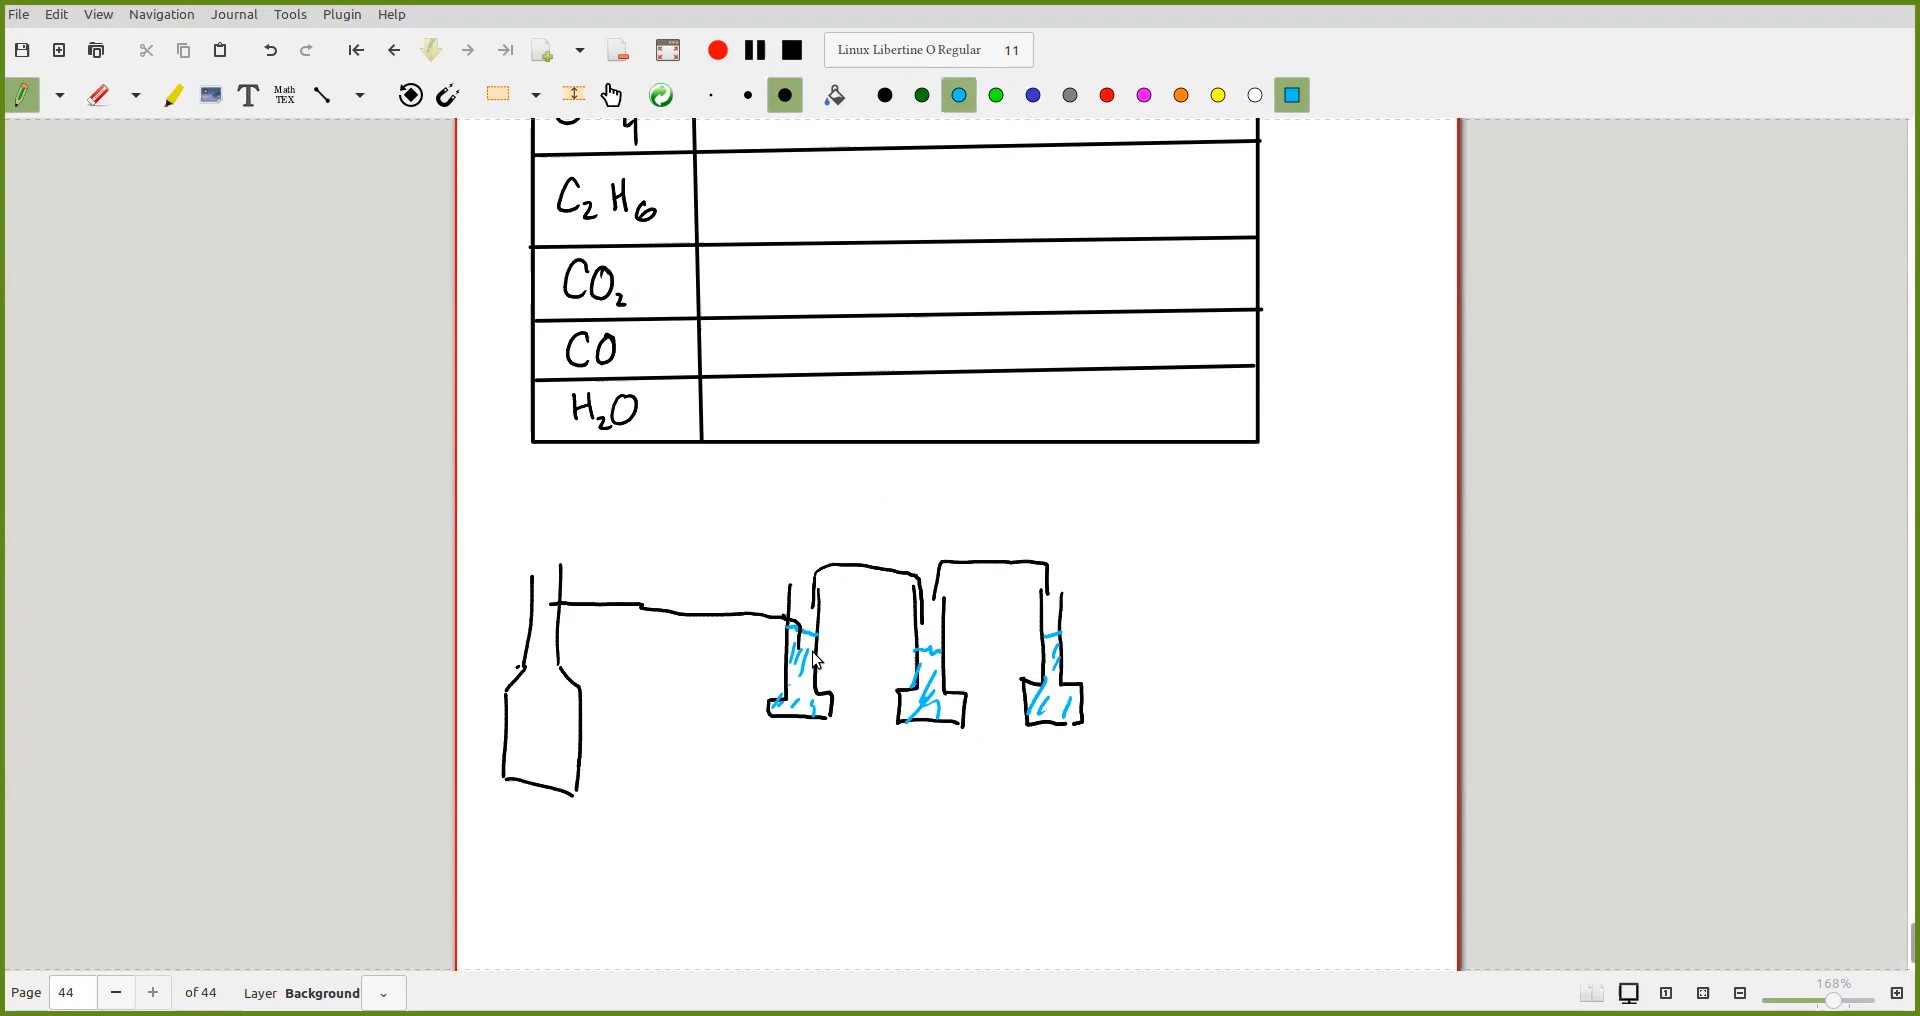 File Edit View Navigation Journal Tools Plugin Help
Linux Libertine O Regular 11
T Math TEX
C₂H₆
CO₂
CO
H₂O
Page 44 of 44 Layer Background 168%